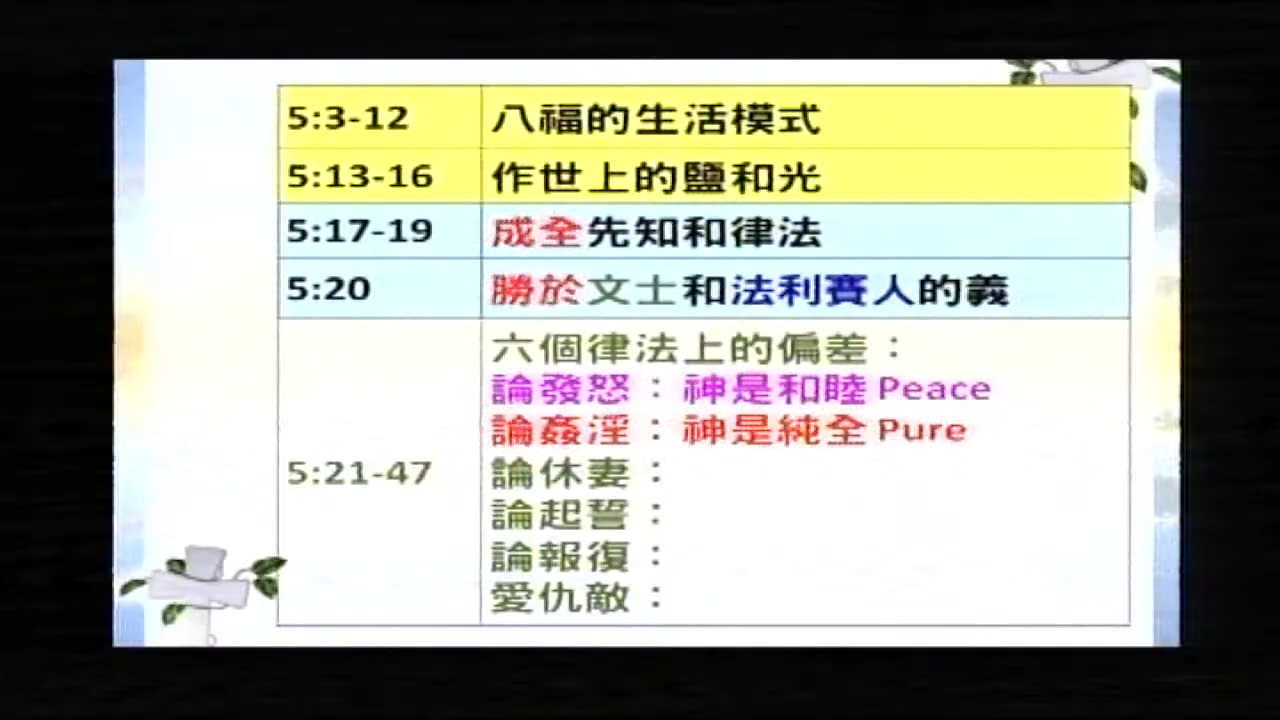 5:3-12 八福的生活模式
5:13-16 作世上的鹽和光
5:17-19 成全先知和律法
5:20 勝於文士和法利賽人的義
5:21-47
六個律法上的偏差：
論發怒：神是和睦 Peace
論姦淫：神是純全 Pure
論休妻：
論起誓：
論報復：
愛仇敵：